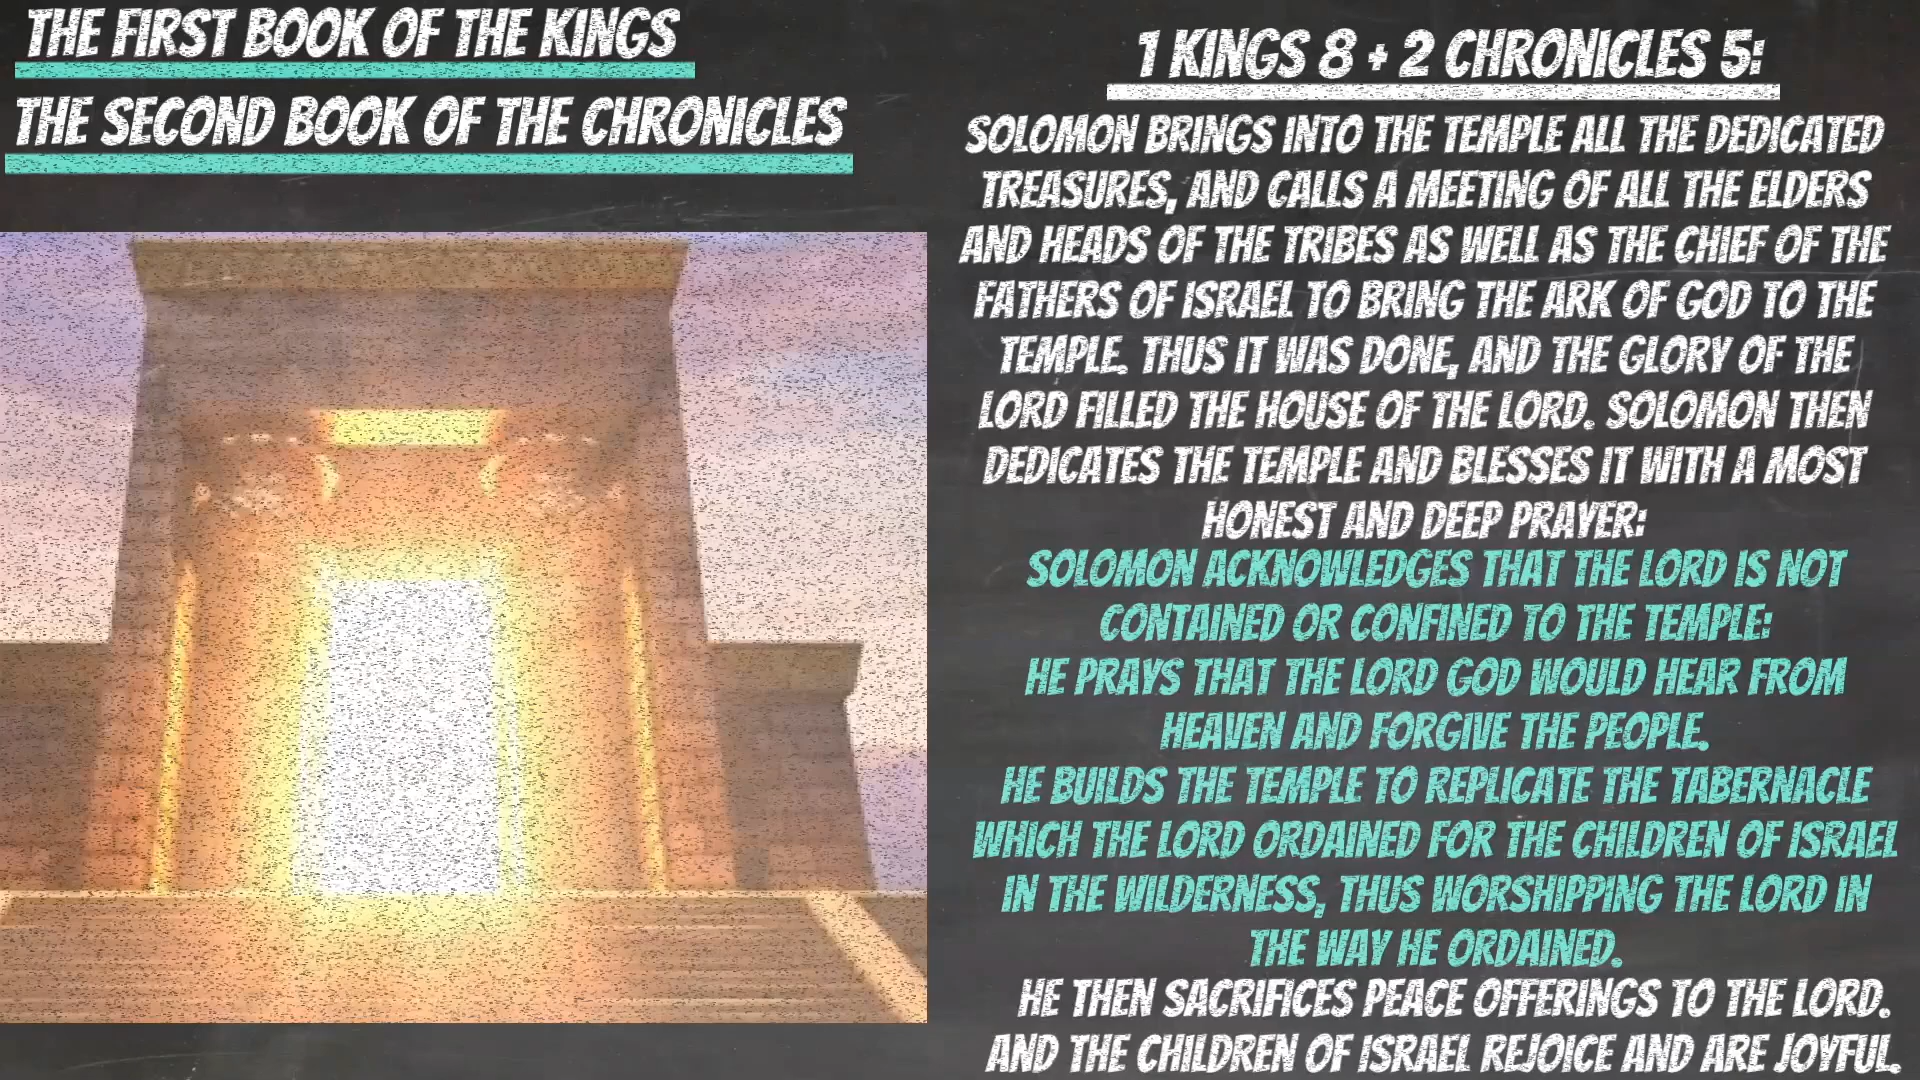 THE FIRST BOOK OF THE KINGS
THE SECOND BOOK OF THE CHRONICLES
1 KINGS 8 + 2 CHRONICLES 5:
SOLOMON BRINGS INTO THE TEMPLE ALL THE DEDICATED
TREASURES, AND CALLS A MEETING OF ALL THE ELDERS
AND HEADS OF THE TRIBES AS WELL AS THE CHIEF OF THE
FATHERS OF ISRAEL TO BRING THE ARK OF GOD TO THE
TEMPLE. THUS IT WAS DONE, AND THE GLORY OF THE
LORD FILLED THE HOUSE OF THE LORD. SOLOMON THEN
DEDICATES THE TEMPLE AND BLESSES IT WITH A MOST
HONEST AND DEEP PRAYER:
SOLOMON ACKNOWLEDGES THAT THE LORD IS NOT
CONTAINED OR CONFINED TO THE TEMPLE:
HE PRAYS THAT THE LORD GOD WOULD HEAR FROM
HEAVEN AND FORGIVE THE PEOPLE.
HE BUILDS THE TEMPLE TO REPLICATE THE TABERNACLE
WHICH THE LORD ORDAINED FOR THE CHILDREN OF ISRAEL
IN THE WILDERNESS, THUS WORSHIPPING THE LORD IN
THE WAY HE ORDAINED.
HE THEN SACRIFICES PEACE OFFERINGS TO THE LORD.
AND THE CHILDREN OF ISRAEL REJOICE AND ARE JOYFUL.